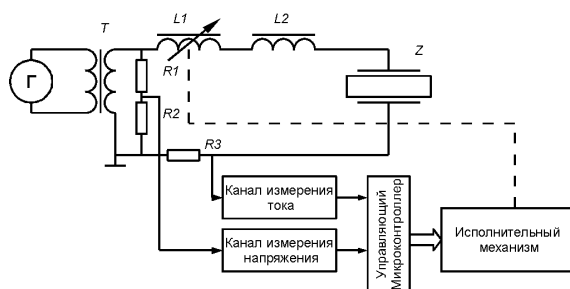 T
L1
L2
Z
Г
R1
R2
R3
Канал измерения
тока
Канал измерения
напряжения
Управляющий
Микроконтроллер
Исполнительный
механизм